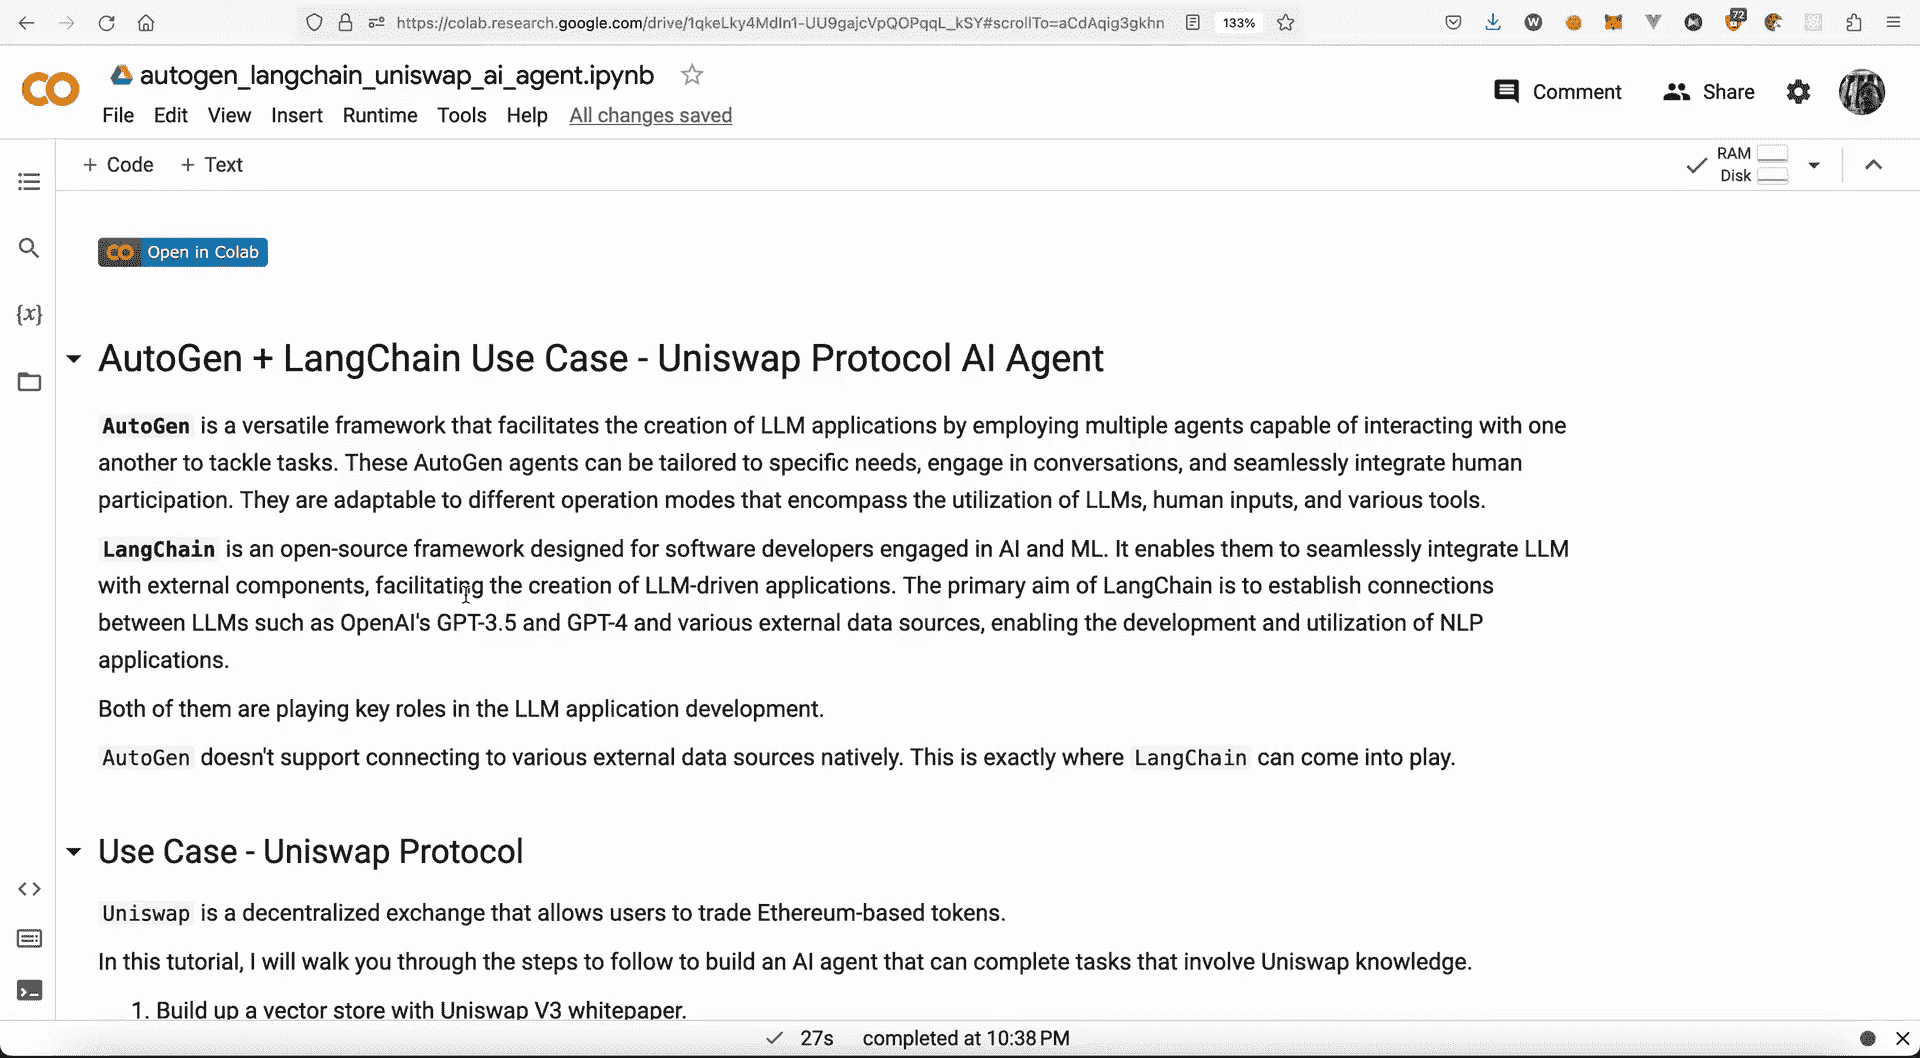 https://colab.research.google.com/drive/1qkeLky4MdIn1-UU9gajcVpQOPqqL_kSY#scrollTo=aCdAqig3gkhn 133% 72
autogen_langchain_uniswap_ai_agent.ipynb
Comment Share
File Edit View Insert Runtime Tools Help All changes saved
+ Code + Text
RAM
Disk
Open in Colab
{x}
AutoGen + LangChain Use Case - Uniswap Protocol AI Agent
AutoGen is a versatile framework that facilitates the creation of LLM applications by employing multiple agents capable of interacting with one
another to tackle tasks. These AutoGen agents can be tailored to specific needs, engage in conversations, and seamlessly integrate human
participation. They are adaptable to different operation modes that encompass the utilization of LLMs, human inputs, and various tools.
LangChain is an open-source framework designed for software developers engaged in AI and ML. It enables them to seamlessly integrate LLM
with external components, facilitating the creation of LLM-driven applications. The primary aim of LangChain is to establish connections
between LLMs such as OpenAI's GPT-3.5 and GPT-4 and various external data sources, enabling the development and utilization of NLP
applications.
Both of them are playing key roles in the LLM application development.
AutoGen doesn't support connecting to various external data sources natively. This is exactly where LangChain can come into play.
Use Case - Uniswap Protocol
Uniswap is a decentralized exchange that allows users to trade Ethereum-based tokens.
In this tutorial, I will walk you through the steps to follow to build an AI agent that can complete tasks that involve Uniswap knowledge.
1. Build up a vector store with Uniswap V3 whitepaper.
27s completed at 10:38 PM